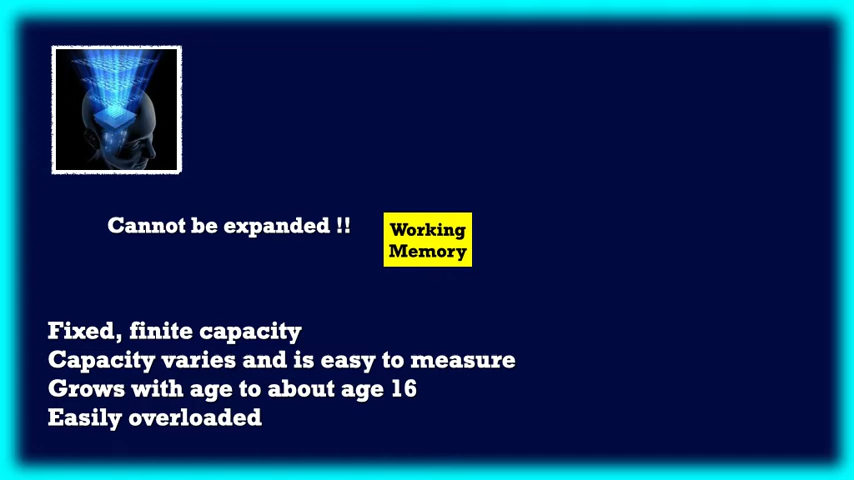 Cannot be expanded !!
Working
Memory
Fixed, finite capacity
Capacity varies and is easy to measure
Grows with age to about age 16
Easily overloaded